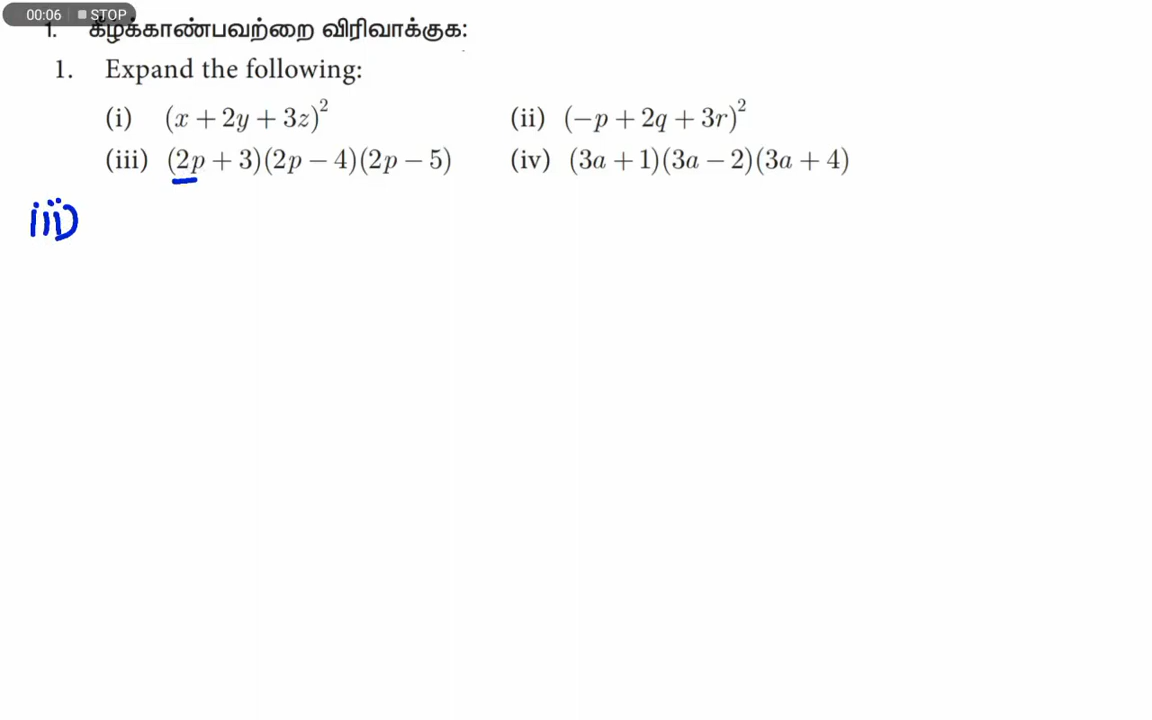 00:06 STOP
1. கீழ்க்காண்பவற்றை விரிவாக்குக:
1. Expand the following:
(i) (x + 2y + 3z)² (ii) (−p + 2q + 3r)²
(iii) (2p + 3)(2p − 4)(2p − 5) (iv) (3a + 1)(3a − 2)(3a + 4)
iii)